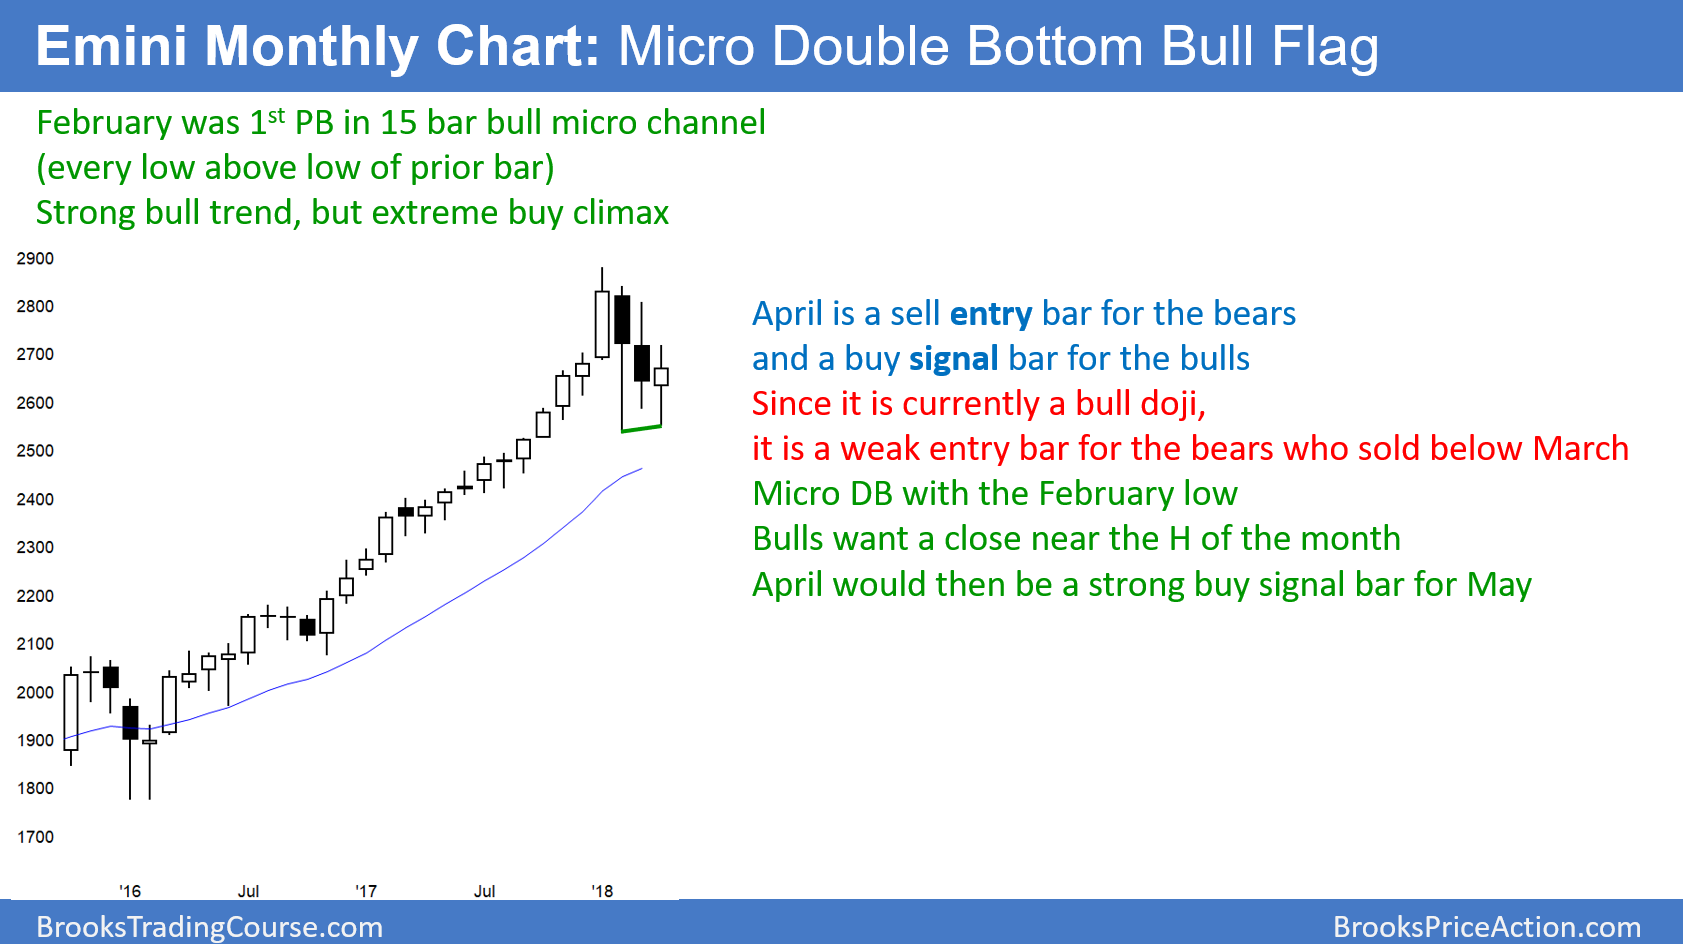 Emini Monthly Chart: Micro Double Bottom Bull Flag
February was 1st PB in 15 bar bull micro channel
(every low above low of prior bar)
Strong bull trend, but extreme buy climax
2900
2800
2700
2600
2500
2400
2300
2200
2100
2000
1900
1800
1700
'16 Jul '17 Jul '18
April is a sell entry bar for the bears
and a buy signal bar for the bulls
Since it is currently a bull doji,
it is a weak entry bar for the bears who sold below March
Micro DB with the February low
Bulls want a close near the H of the month
April would then be a strong buy signal bar for May
BrooksTradingCourse.com
BrooksPriceAction.com